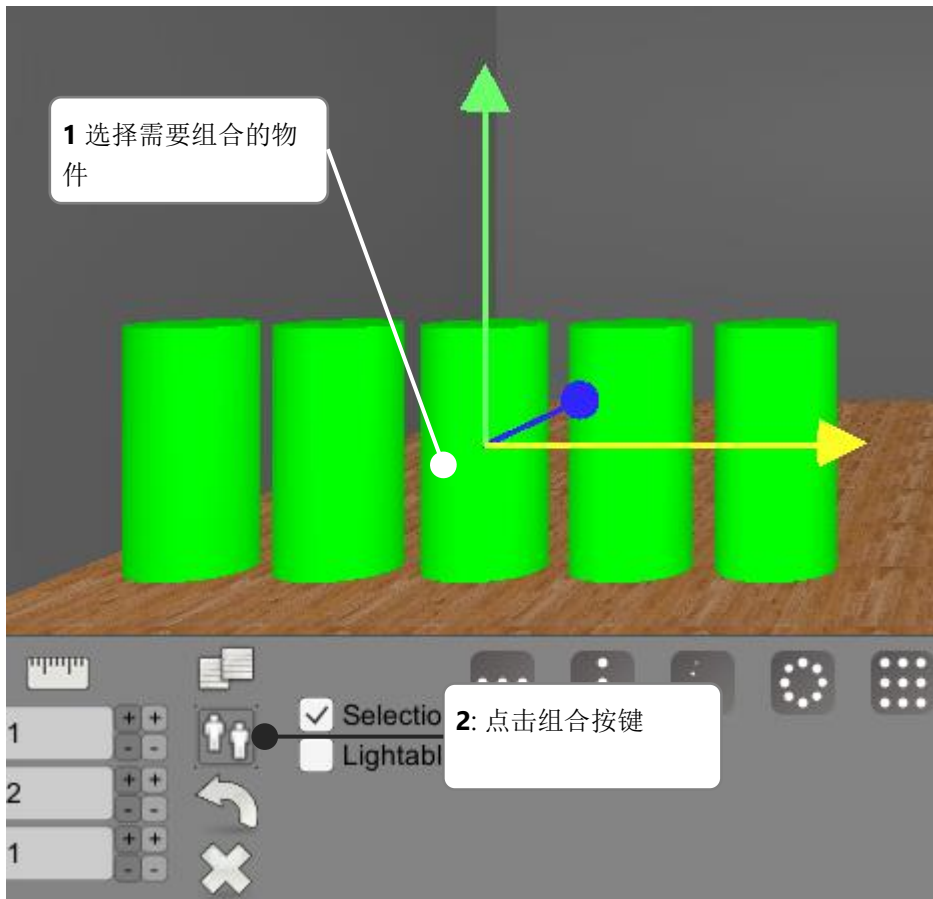 1 选择需要组合的物
件
Selectio
2: 点击组合按键
Lightabl
1
+ +
- -
2
+ +
- -
1
+ +
- -